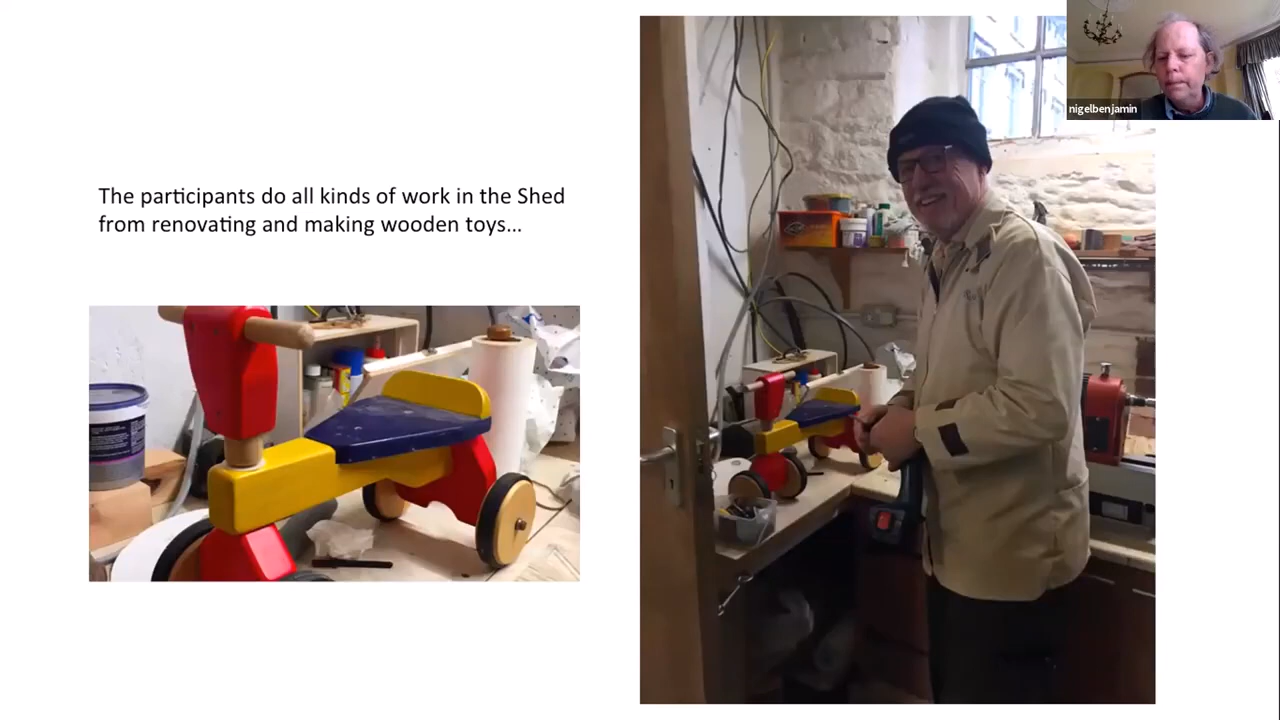 nigelbenjamin
The participants do all kinds of work in the Shed
from renovating and making wooden toys...